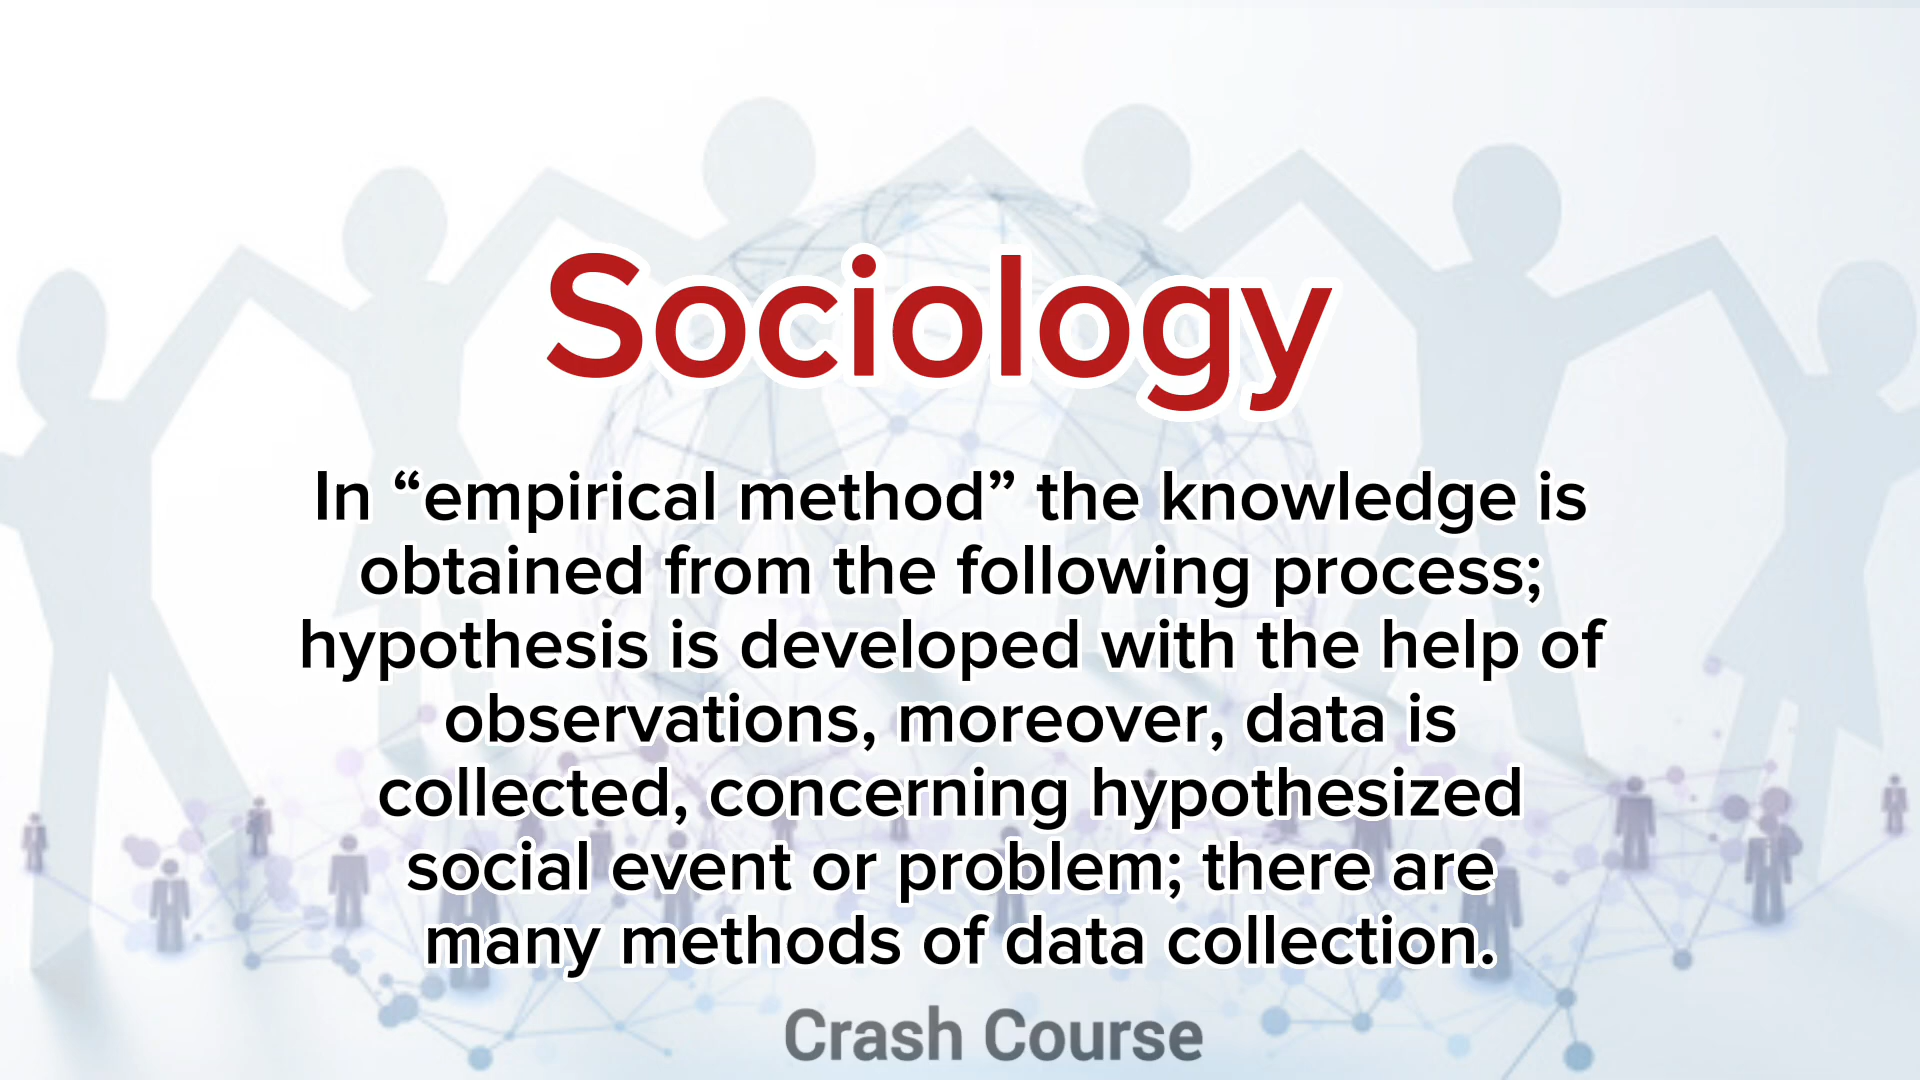 Sociology
In “empirical method” the knowledge is
obtained from the following process;
hypothesis is developed with the help of
observations, moreover, data is
collected, concerning hypothesized
social event or problem; there are
many methods of data collection.
Crash Course